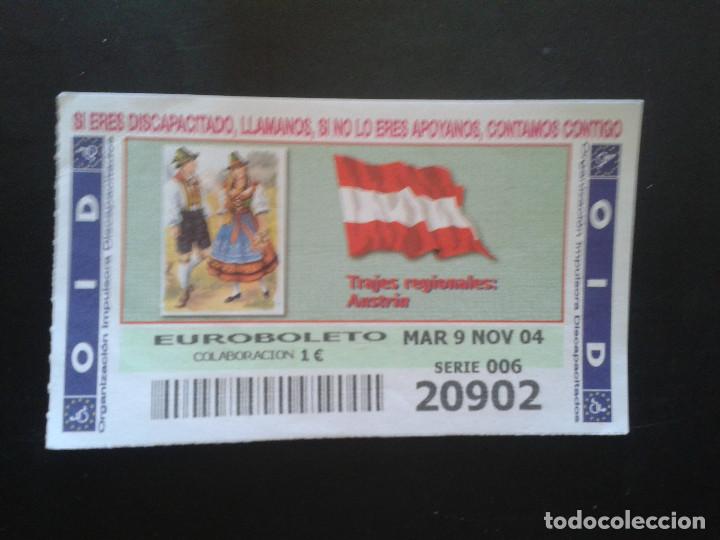 SI ERES DISCAPACITADO, LLAMANOS, SI NO LO ERES APOYANOS, CONTAMOS CONTIGO
OID
Organización Impulsora Discapacitados
Trajes regionales:
Austria
EUROBOLETO
COLABORACION 1 €
MAR 9 NOV 04
SERIE 006
20902
OID
Organización Impulsora Discapacitados
todocoleccion.net